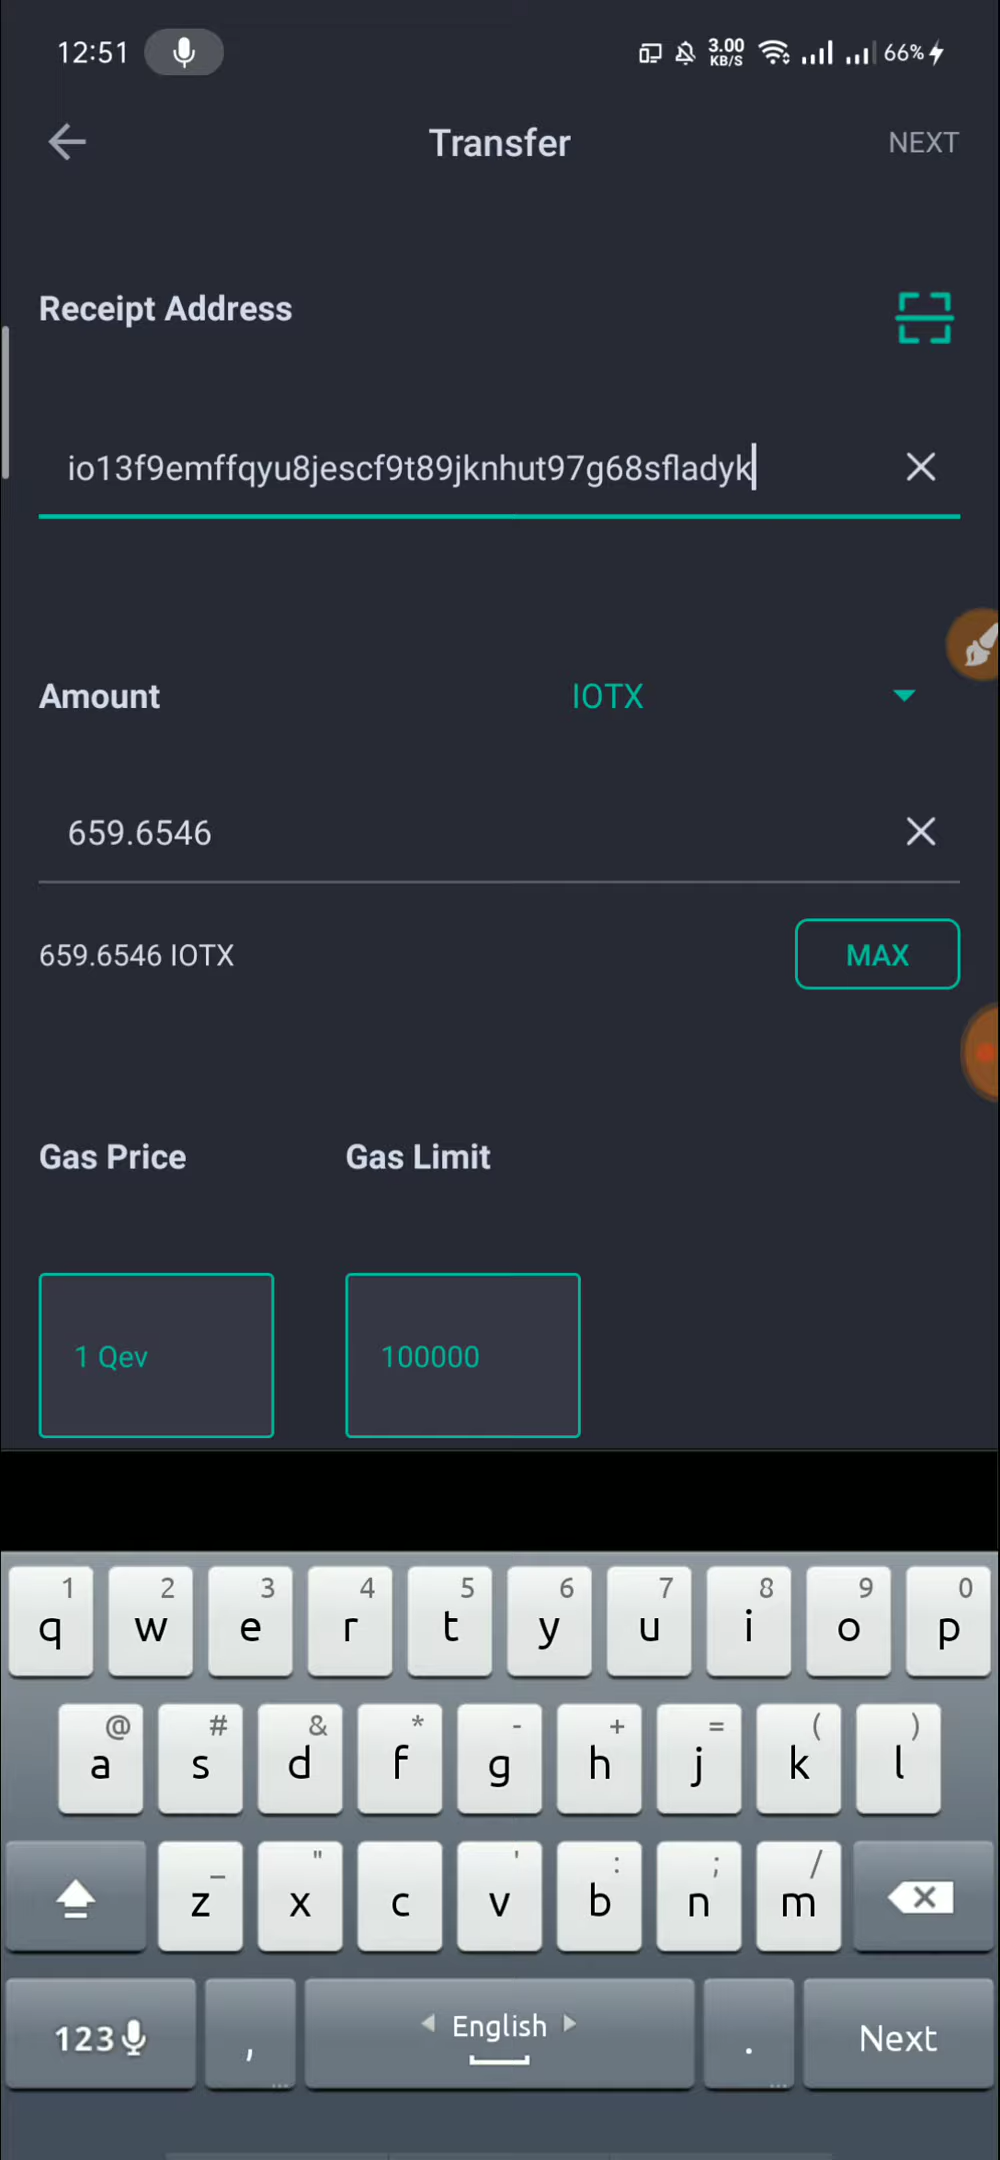 12:51 3.00 KB/S 66%
Transfer NEXT
Receipt Address
io13f9emffqyu8jescf9t89jknhut97g68sfladyk
Amount IOTX
659.6546
659.6546 IOTX MAX
Gas Price Gas Limit
1 Qev 100000
1 2 3 4 5 6 7 8 9 0
q w e r t y u i o p
@ # & * - + = ( )
a s d f g h j k l
_ " ' : ; /
z x c v b n m
123 , English . Next